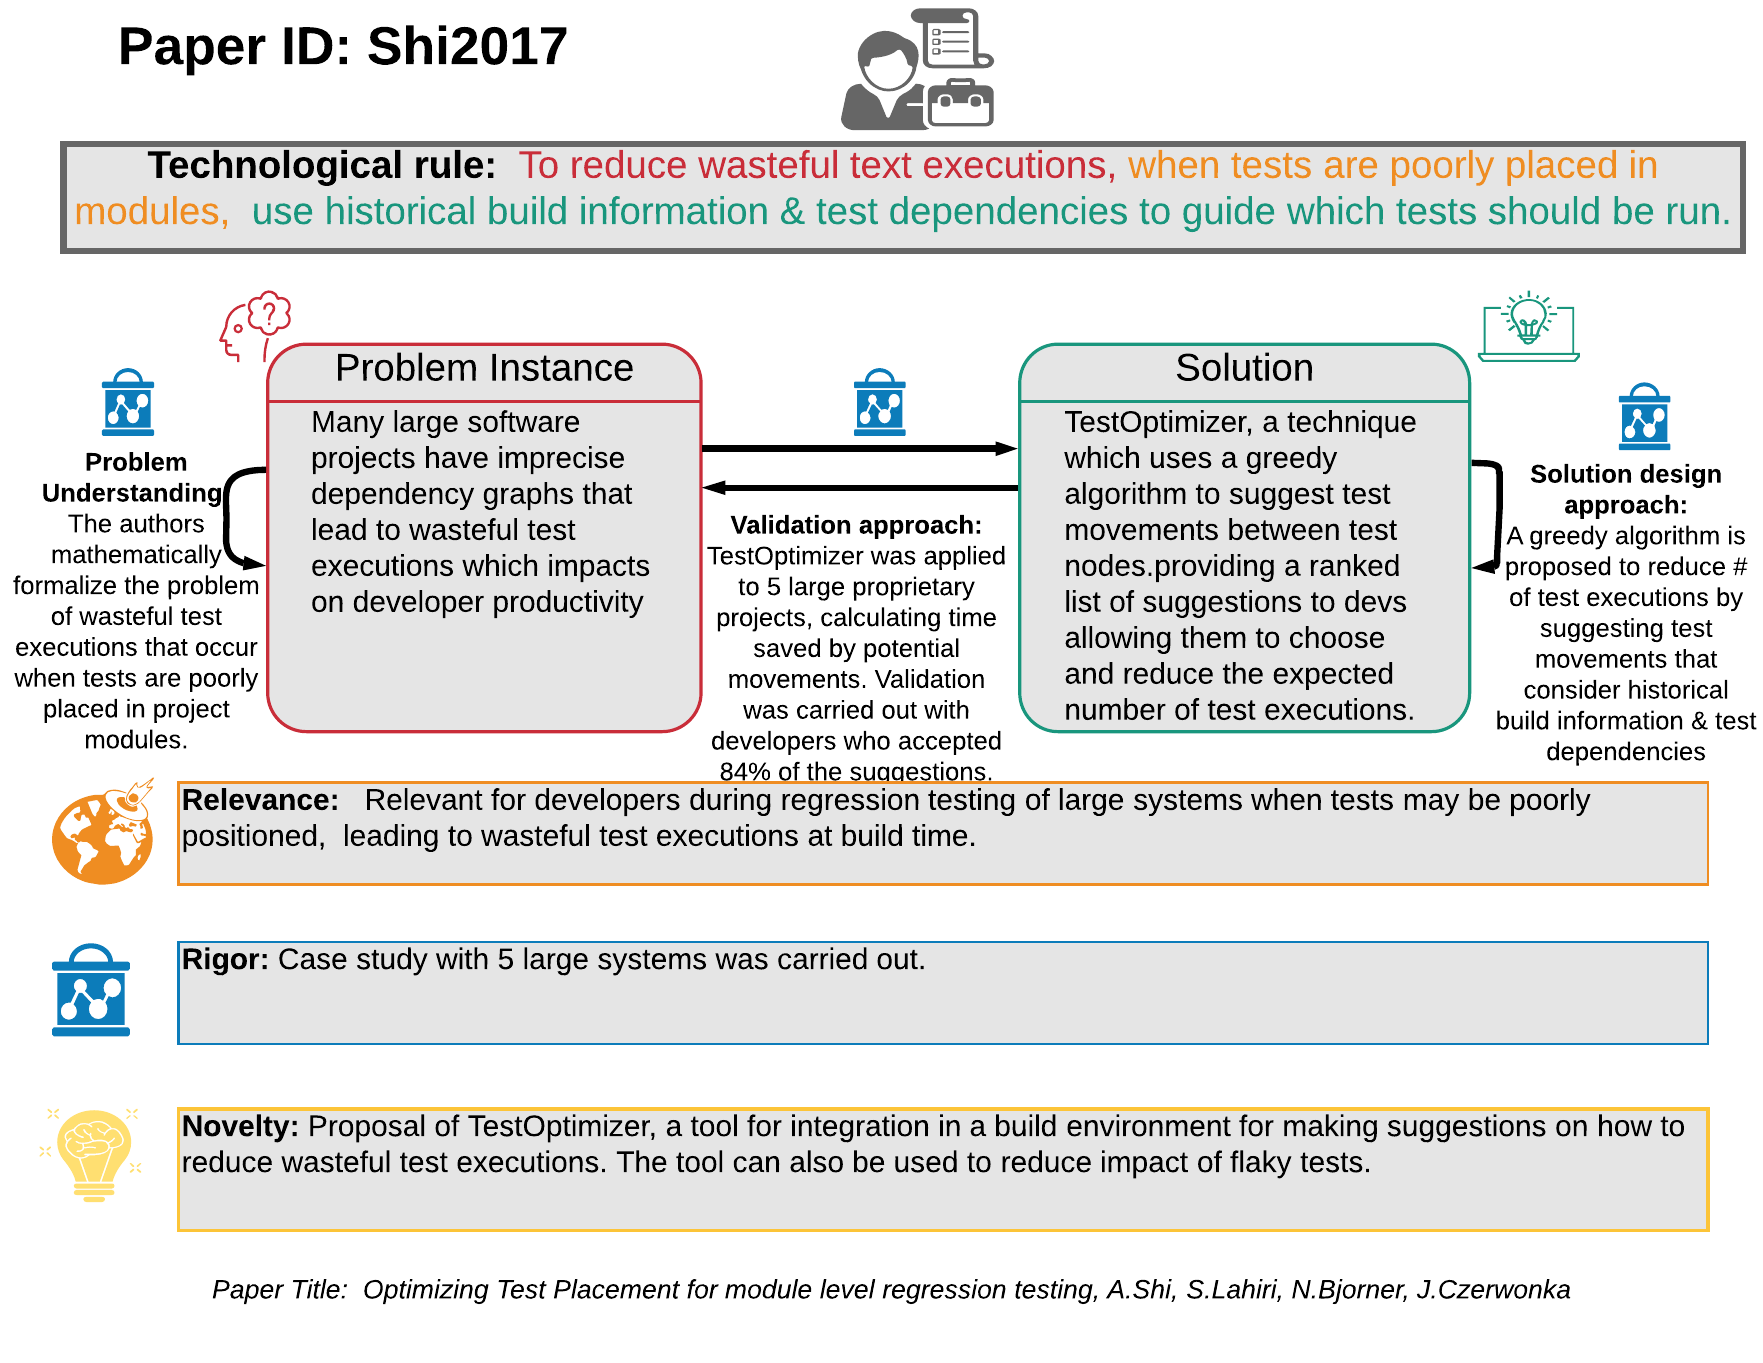 Paper ID: Shi2017
Technological rule:  To reduce wasteful text executions, when tests are poorly placed in
modules,  use historical build information & test dependencies to guide which tests should be run.
Problem Understanding
The authors
mathematically
formalize the problem
of wasteful test
executions that occur
when tests are poorly
placed in project
modules.
Problem Instance
Many large software
projects have imprecise
dependency graphs that
lead to wasteful test
executions which impacts
on developer productivity
Validation approach:
TestOptimizer was applied
to 5 large proprietary
projects, calculating time
saved by potential
movements. Validation
was carried out with
developers who accepted
84% of the suggestions.
Solution
TestOptimizer, a technique
which uses a greedy
algorithm to suggest test
movements between test
nodes.providing a ranked
list of suggestions to devs
allowing them to choose
and reduce the expected
number of test executions.
Solution design
approach:
A greedy algorithm is
proposed to reduce #
of test executions by
suggesting test
movements that
consider historical
build information & test
dependencies
Relevance:   Relevant for developers during regression testing of large systems when tests may be poorly
positioned,  leading to wasteful test executions at build time.
Rigor: Case study with 5 large systems was carried out.
Novelty: Proposal of TestOptimizer, a tool for integration in a build environment for making suggestions on how to
reduce wasteful test executions. The tool can also be used to reduce impact of flaky tests.
Paper Title:  Optimizing Test Placement for module level regression testing, A.Shi, S.Lahiri, N.Bjorner, J.Czerwonka